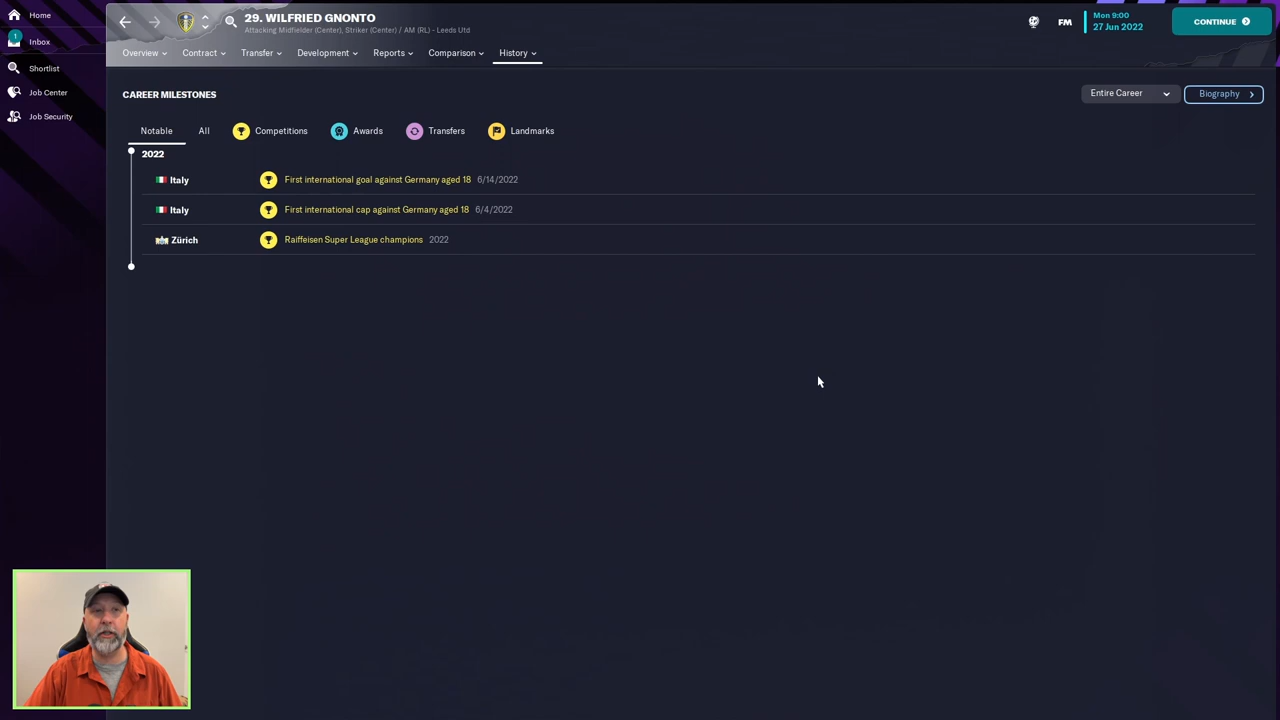 Home
1
Inbox
Shortlist
Job Center
Job Security
29. WILFRIED GNONTO
Attacking Midfielder (Center), Striker (Center) / AM (RL) - Leeds Utd
FM
Mon 9:00
27 Jun 2022
CONTINUE
Overview
Contract
Transfer
Development
Reports
Comparison
History
CAREER MILESTONES
Entire Career
Biography
Notable
All
Competitions
Awards
Transfers
Landmarks
2022
Italy First international goal against Germany aged 18 6/14/2022
Italy First international cap against Germany aged 18 6/4/2022
Zürich Raiffeisen Super League champions 2022